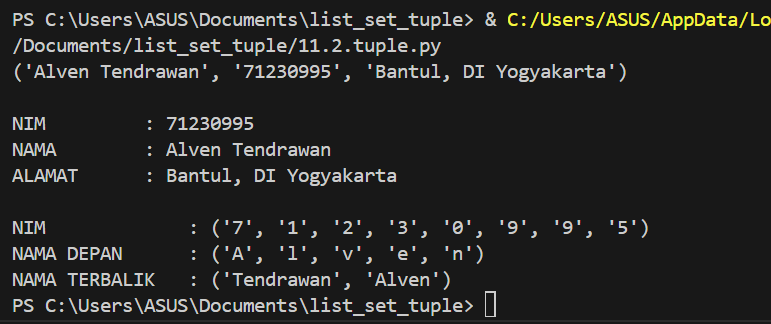 PS C:\Users\ASUS\Documents\list_set_tuple> & C:/Users/ASUS/AppData/Lo
/Documents/list_set_tuple/11.2.tuple.py
('Alven Tendrawan', '71230995', 'Bantul, DI Yogyakarta')
NIM         : 71230995
NAMA        : Alven Tendrawan
ALAMAT      : Bantul, DI Yogyakarta
NIM             : ('7', '1', '2', '3', '0', '9', '9', '5')
NAMA DEPAN      : ('A', 'l', 'v', 'e', 'n')
NAMA TERBALIK   : ('Tendrawan', 'Alven')
PS C:\Users\ASUS\Documents\list_set_tuple>